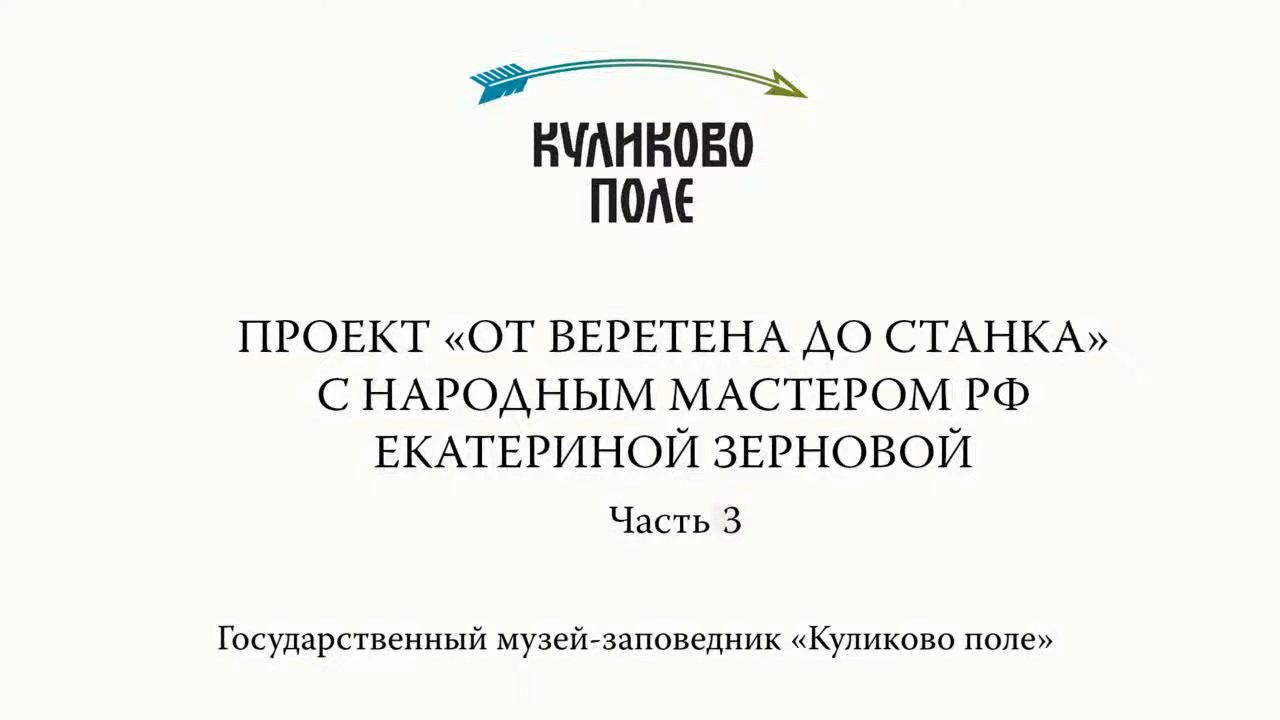 КУЛИКОВО
ПОЛЕ
ПРОЕКТ «ОТ ВЕРЕТЕНА ДО СТАНКА»
С НАРОДНЫМ МАСТЕРОМ РФ
ЕКАТЕРИНОЙ ЗЕРНОВОЙ
Часть 3
Государственный музей-заповедник «Куликово поле»